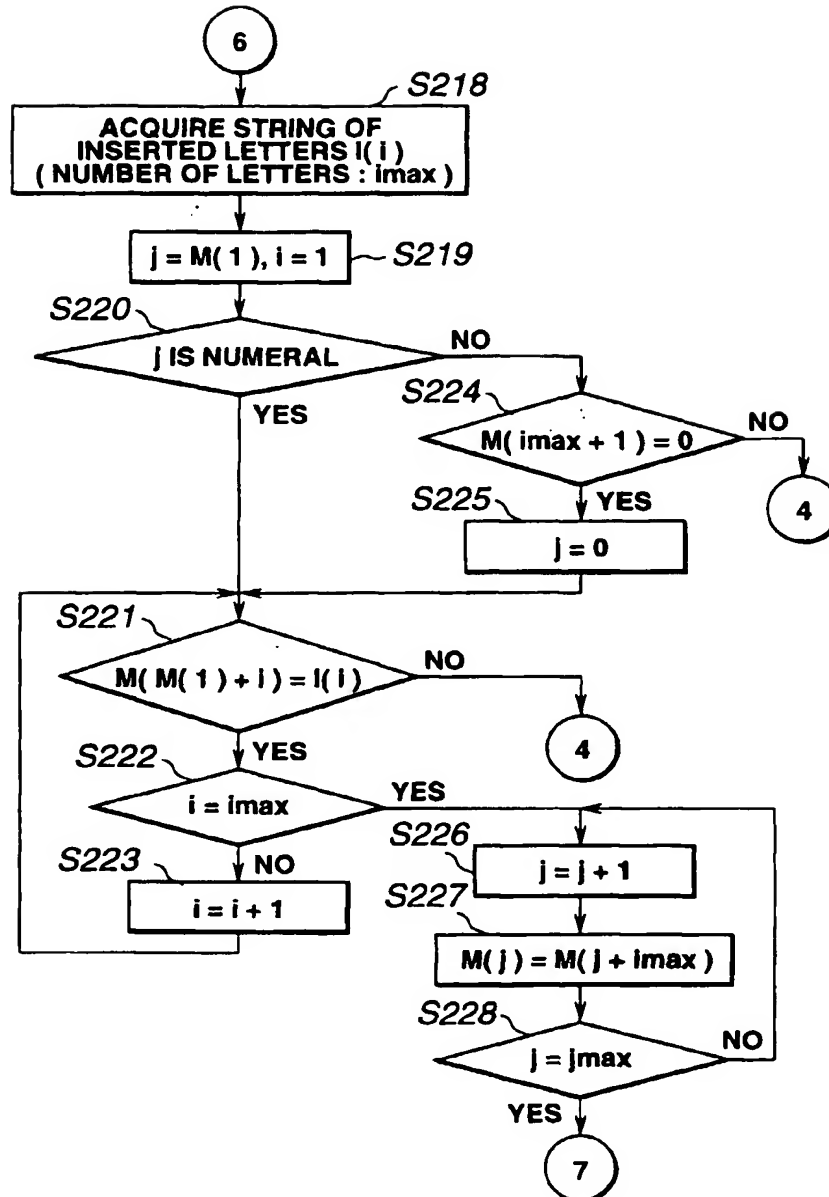 6
S218
ACQUIRE STRING OF
INSERTED LETTERS I( i )
( NUMBER OF LETTERS : imax )
j = M( 1 ), i = 1
S219
S220
j IS NUMERAL
NO
YES
S224
M( imax + 1 ) = 0
NO
4
S225
YES
j = 0
S221
M( M( 1 ) + i ) = I( i )
NO
4
S222
YES
i = imax
YES
S223
NO
i = i + 1
S226
j = j + 1
S227
M( j ) = M( j + imax )
S228
j = jmax
NO
YES
7